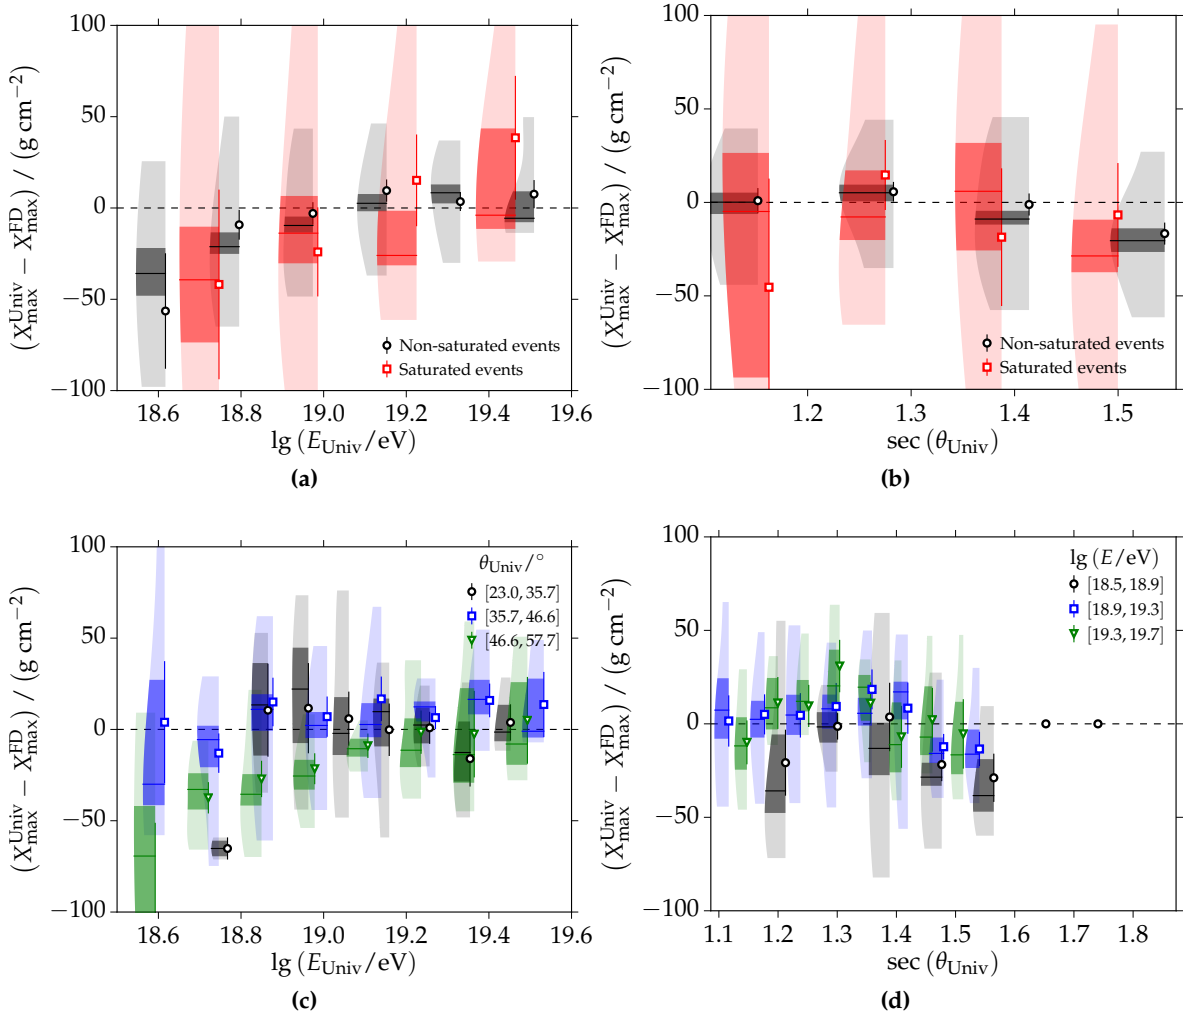 100
50
0
−50
−100
18.6 18.8 19.0 19.2 19.4 19.6
(X_max^Univ − X_max^FD) / (g cm^−2)
lg (E_Univ/eV)
Non-saturated events
Saturated events
(a)
100
50
0
−50
−100
1.2 1.3 1.4 1.5
(X_max^Univ − X_max^FD) / (g cm^−2)
sec (θ_Univ)
Non-saturated events
Saturated events
(b)
100
50
0
−50
−100
18.6 18.8 19.0 19.2 19.4 19.6
(X_max^Univ − X_max^FD) / (g cm^−2)
lg (E_Univ/eV)
θ_Univ/°
[23.0, 35.7]
[35.7, 46.6]
[46.6, 57.7]
(c)
100
50
0
−50
−100
1.1 1.2 1.3 1.4 1.5 1.6 1.7 1.8
(X_max^Univ − X_max^FD) / (g cm^−2)
sec (θ_Univ)
lg (E/eV)
[18.5, 18.9]
[18.9, 19.3]
[19.3, 19.7]
(d)